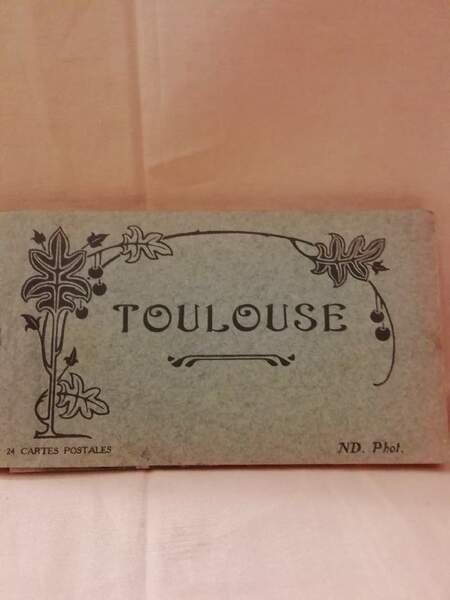 TOULOUSE
24 CARTES POSTALES
ND. Phot.